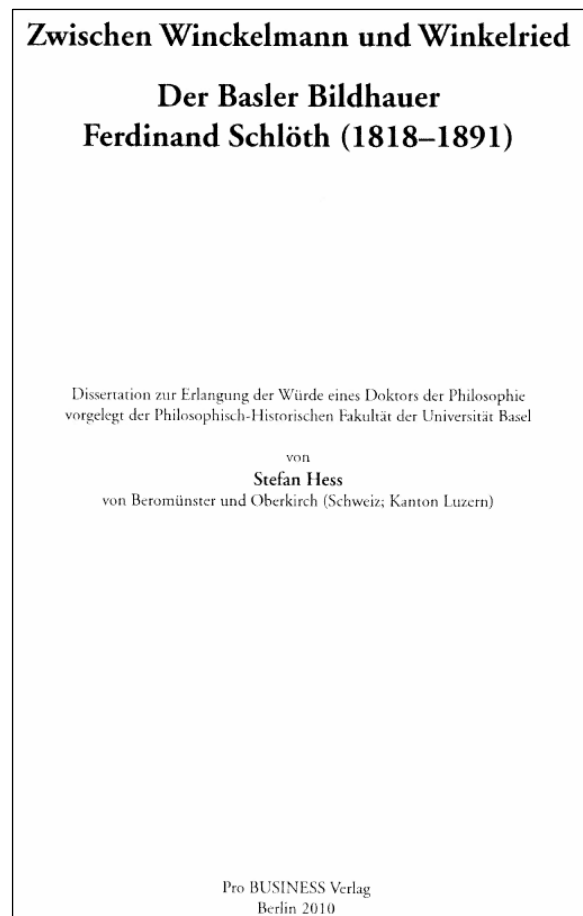 Zwischen Winckelmann und Winkelried
Der Basler Bildhauer
Ferdinand Schlöth (1818–1891)
Dissertation zur Erlangung der Würde eines Doktors der Philosophie
vorgelegt der Philosophisch-Historischen Fakultät der Universität Basel
von
Stefan Hess
von Beromünster und Oberkirch (Schweiz; Kanton Luzern)
Pro BUSINESS Verlag
Berlin 2010